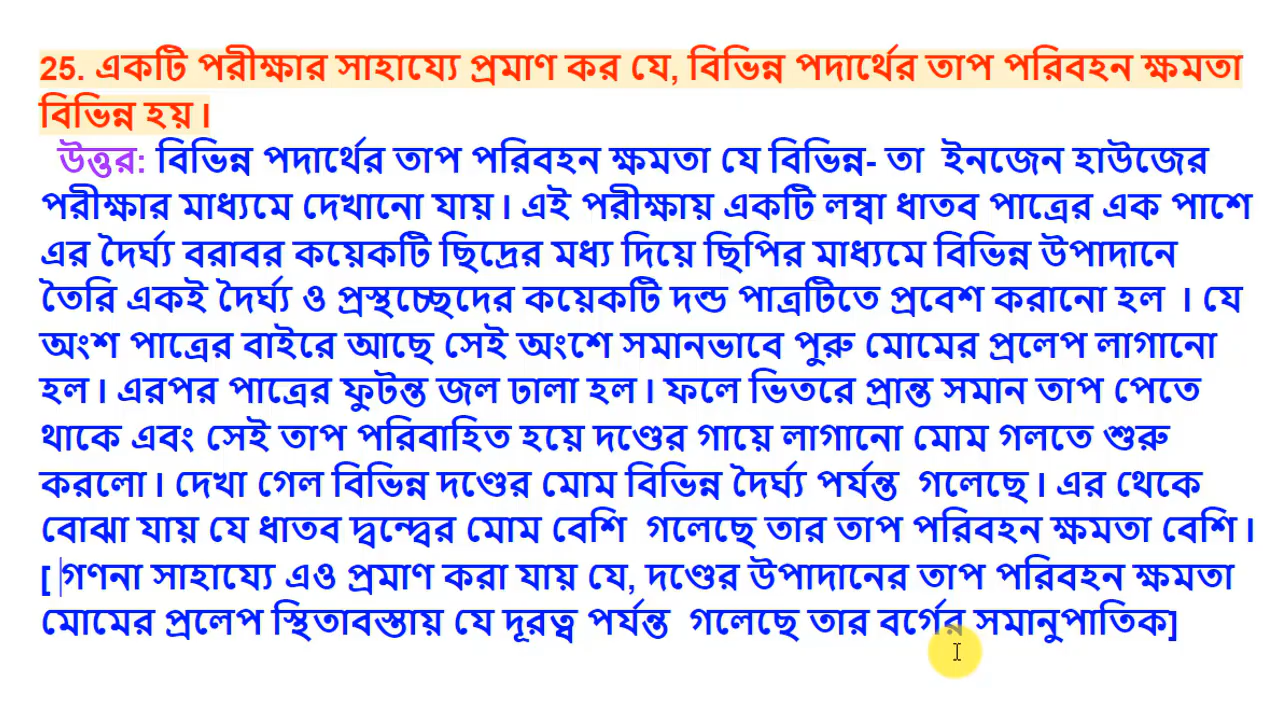 25. একটি পরীক্ষার সাহায্যে প্রমাণ কর যে, বিভিন্ন পদার্থের তাপ পরিবহন ক্ষমতা
বিভিন্ন হয়।
উত্তর: বিভিন্ন পদার্থের তাপ পরিবহন ক্ষমতা যে বিভিন্ন- তা ইনজেন হাউজের
পরীক্ষার মাধ্যমে দেখানো যায়। এই পরীক্ষায় একটি লম্বা ধাতব পাত্রের এক পাশে
এর দৈর্ঘ্য বরাবর কয়েকটি ছিদ্রের মধ্য দিয়ে ছিপির মাধ্যমে বিভিন্ন উপাদানে
তৈরি একই দৈর্ঘ্য ও প্রস্থচ্ছেদের কয়েকটি দন্ড পাত্রটিতে প্রবেশ করানো হল । যে
অংশ পাত্রের বাইরে আছে সেই অংশে সমানভাবে পুরু মোমের প্রলেপ লাগানো
হল। এরপর পাত্রের ফুটন্ত জল ঢালা হল। ফলে ভিতরে প্রান্ত সমান তাপ পেতে
থাকে এবং সেই তাপ পরিবাহিত হয়ে দণ্ডের গায়ে লাগানো মোম গলতে শুরু
করলো। দেখা গেল বিভিন্ন দণ্ডের মোম বিভিন্ন দৈর্ঘ্য পর্যন্ত গলেছে। এর থেকে
বোঝা যায় যে ধাতব দ্বন্দ্বের মোম বেশি গলেছে তার তাপ পরিবহন ক্ষমতা বেশি।
[ গণনা সাহায্যে এও প্রমাণ করা যায় যে, দণ্ডের উপাদানের তাপ পরিবহন ক্ষমতা
মোমের প্রলেপ স্থিতাবস্তায় যে দূরত্ব পর্যন্ত গলেছে তার বর্গের সমানুপাতিক]